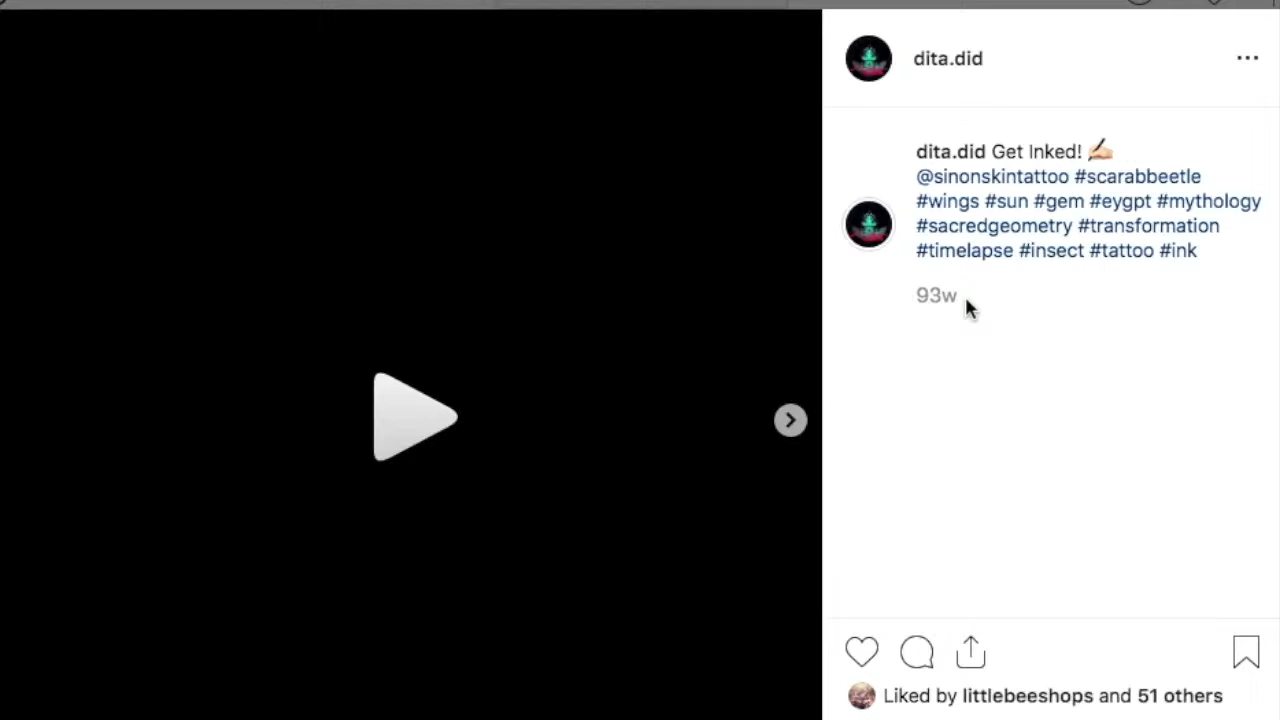 dita.did
dita.did Get Inked! ✍🏻
@sinonskintattoo #scarabbeetle
#wings #sun #gem #eygpt #mythology
#sacredgeometry #transformation
#timelapse #insect #tattoo #ink
93w
Liked by littlebeeshops and 51 others